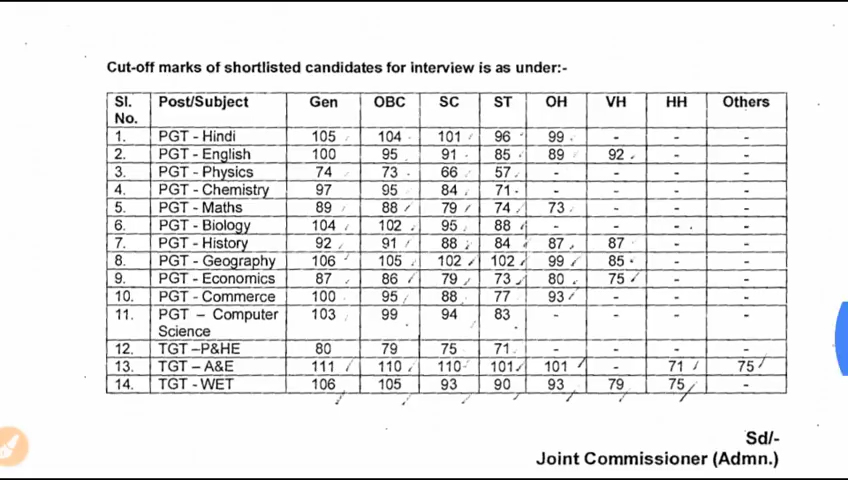 Cut-off marks of shortlisted candidates for interview is as under:-
Sl. No. Post/Subject Gen OBC SC ST OH VH HH Others
1. PGT - Hindi 105 104 101 96 99 - - -
2. PGT - English 100 95 91 85 89 92 - -
3. PGT - Physics 74 73 66 57 - - - -
4. PGT - Chemistry 97 95 84 71 - - - -
5. PGT - Maths 89 88 79 74 73 - - -
6. PGT - Biology 104 102 95 88 - - - -
7. PGT - History 92 91 88 84 87 87 - -
8. PGT - Geography 106 105 102 102 99 85 - -
9. PGT - Economics 87 86 79 73 80 75 - -
10. PGT - Commerce 100 95 88 77 93 - - -
11. PGT – Computer Science 103 99 94 83 - - - -
12. TGT –P&HE 80 79 75 71 - - - -
13. TGT – A&E 111 110 110 101 101 - 71 75
14. TGT - WET 106 105 93 90 93 79 75 -
Sd/-
Joint Commissioner (Admn.)